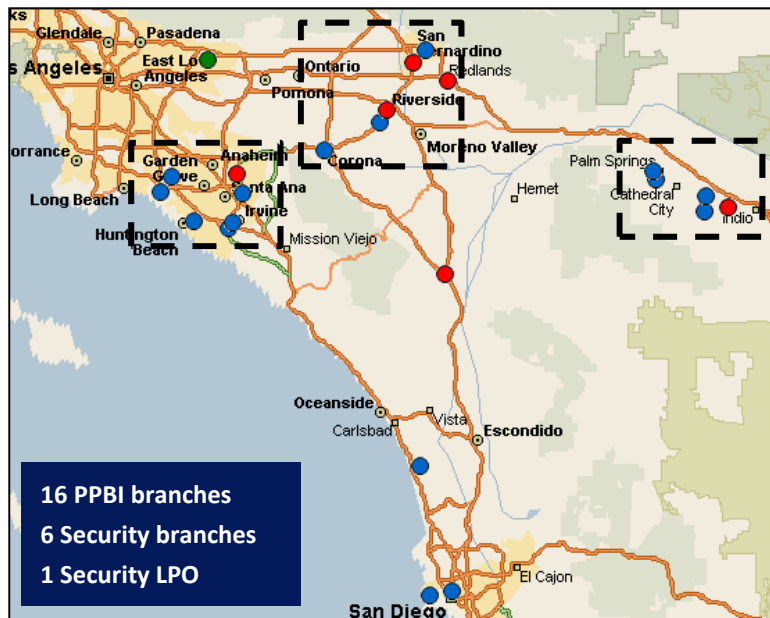 ks
Glendale
Pasadena
San
Bernardino
East Lo
Angeles
s Angeles
Ontario
Redlands
Pomona
Riverside
orrance
Anaheim
Garden
Grove
Corona
Moreno Valley
Palm Springs
Long Beach
Santa Ana
Hemet
Cathedral
City
Indio
Irvine
Huntington
Beach
Mission Viejo
Oceanside
Carlsbad
Vista
Escondido
16 PPBI branches
6 Security branches
1 Security LPO
El Cajon
San Diego